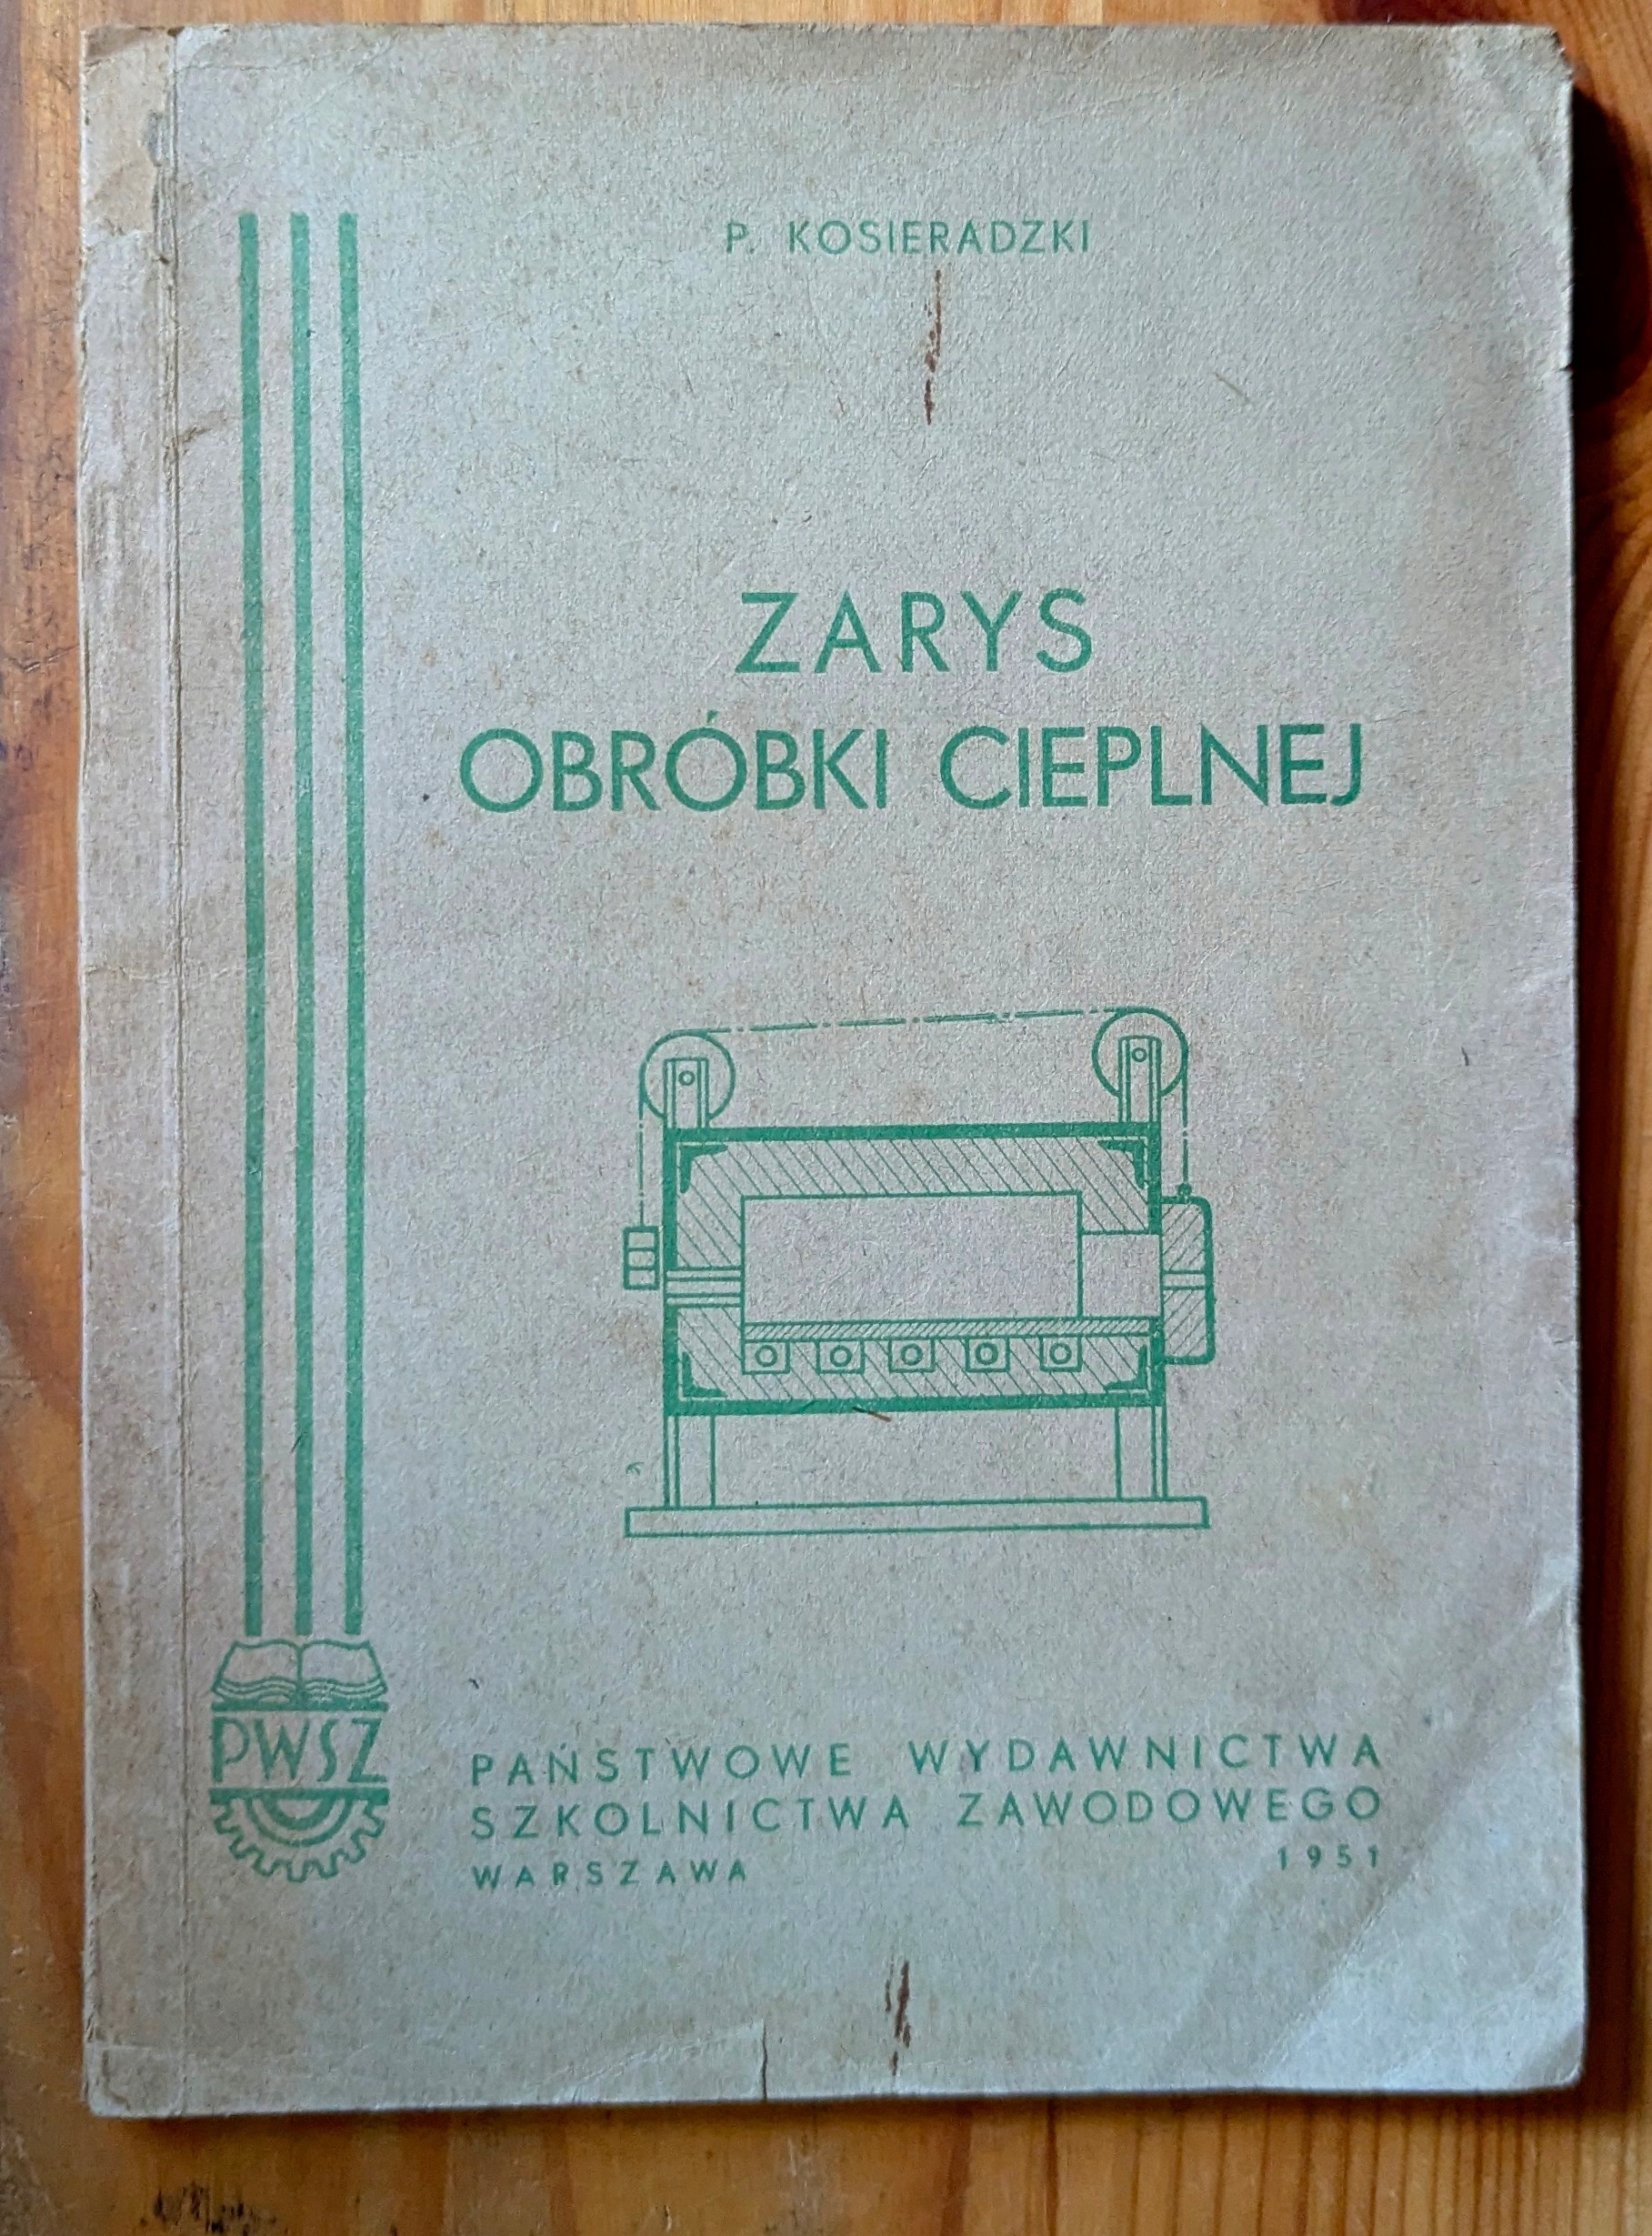 P. KOSIERADZKI
ZARYS
OBRÓBKI CIEPLNEJ
PWSZ
PAŃSTWOWE WYDAWNICTWA
SZKOLNICTWA ZAWODOWEGO
WARSZAWA 1951